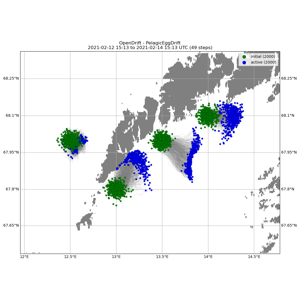 OpenDrift - PelagicEggDrift
2021-02-12 15:13 to 2021-02-14 15:13 UTC (49 steps)
initial (2000)
active (2000)
68.25°N
68.25°N
68.1°N
68.1°N
67.95°N
67.95°N
67.8°N
67.8°N
67.65°N
67.65°N
12°E
12.5°E
13°E
13.5°E
14°E
14.5°E